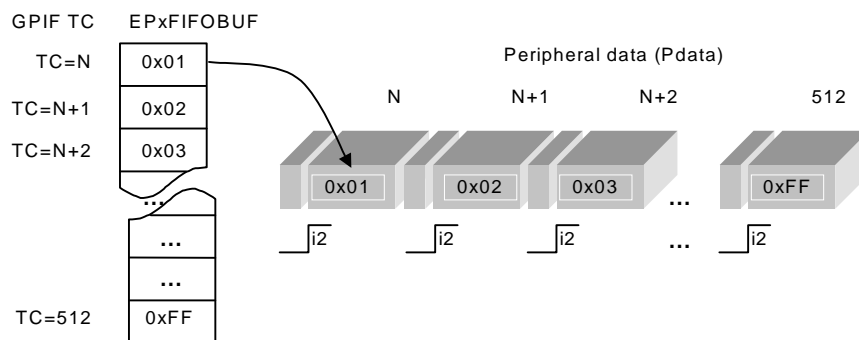 GPIF TC EPxFIFOBUF
TC=N 0x01
Peripheral data (Pdata)
TC=N+1 0x02
N N+1 N+2 512
TC=N+2 0x03
0x01 0x02 0x03 ... 0xFF
...
... i2 i2 i2 ... i2
...
TC=512 0xFF